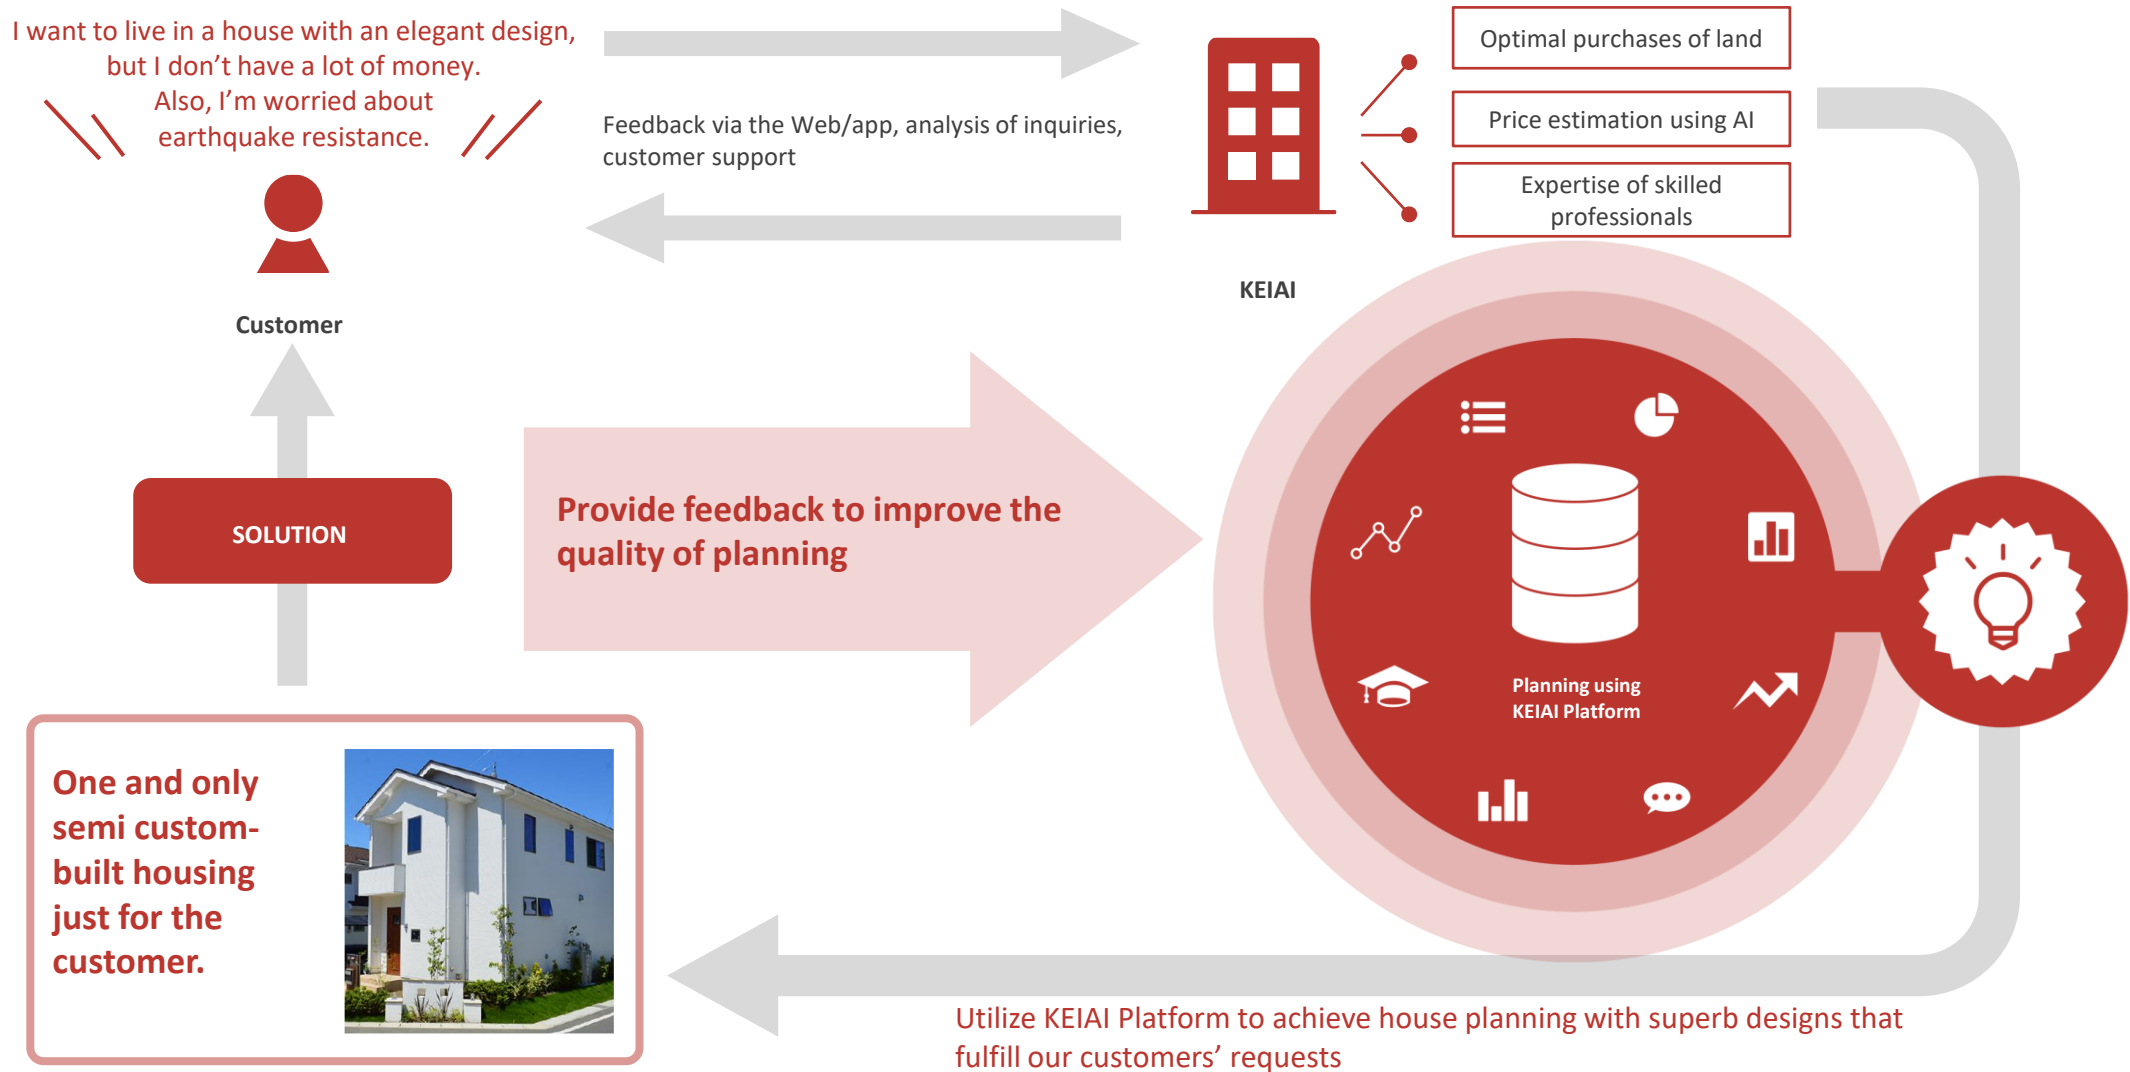 I want to live in a house with an elegant design,
but I don’t have a lot of money.
Also, I’m worried about
earthquake resistance.
Customer
Feedback via the Web/app, analysis of inquiries,
customer support
KEIAI
Optimal purchases of land
Price estimation using AI
Expertise of skilled
professionals
SOLUTION
Provide feedback to improve the
quality of planning
Planning using
KEIAI Platform
One and only
semi custom-
built housing
just for the
customer.
Utilize KEIAI Platform to achieve house planning with superb designs that
fulfill our customers’ requests